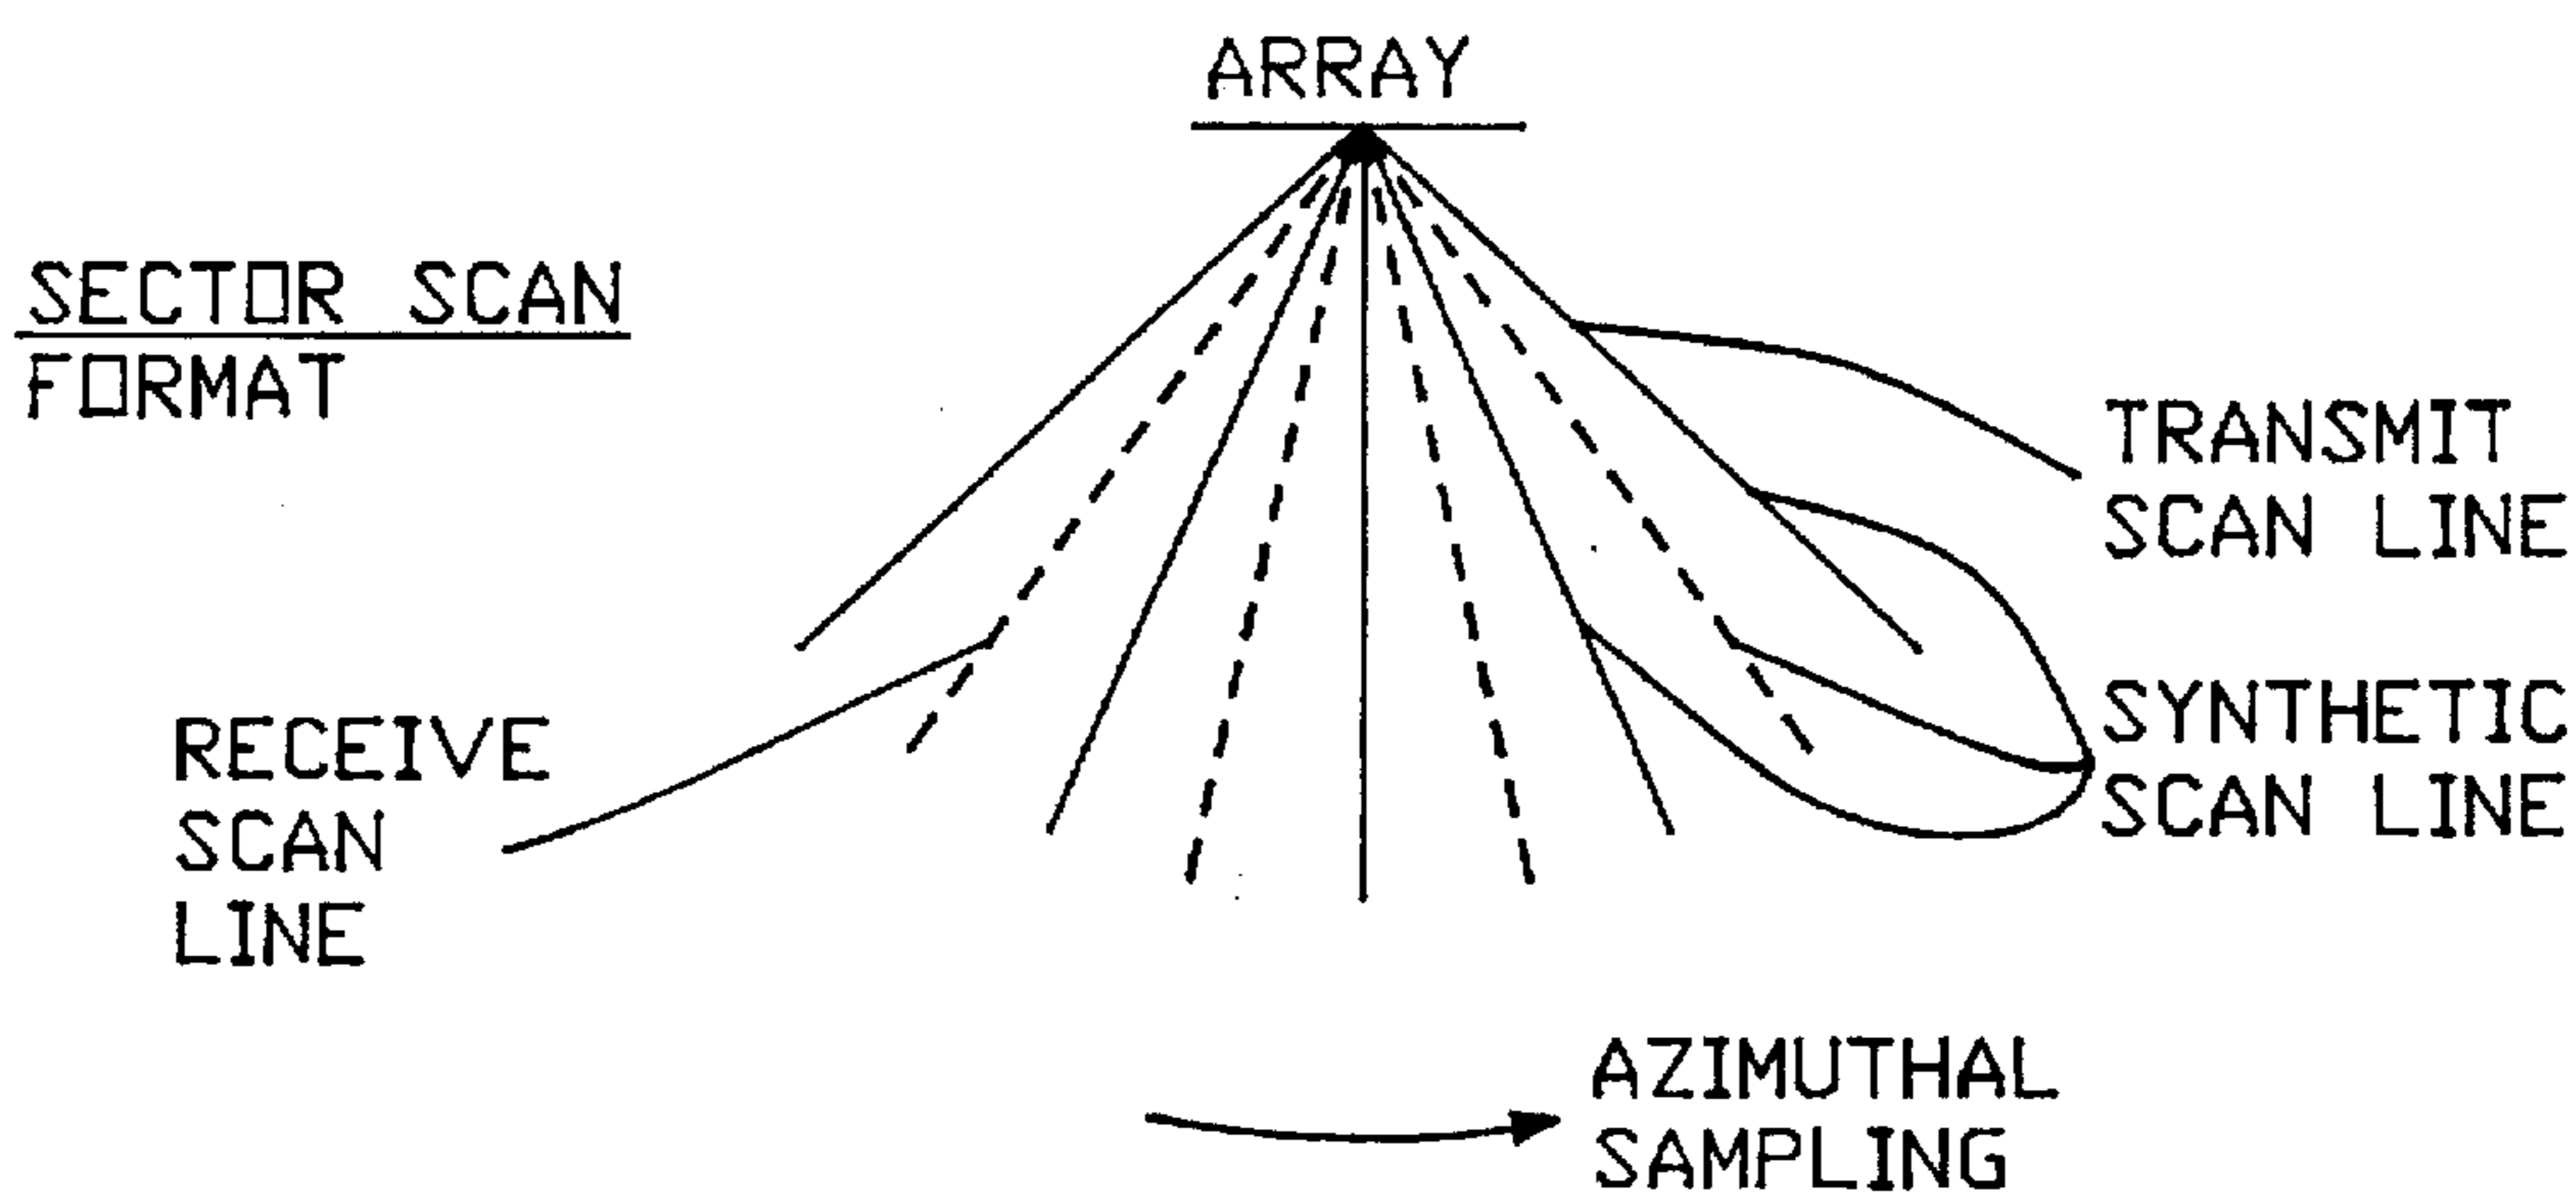 ARRAY
SECTOR SCAN
FORMAT
TRANSMIT
SCAN LINE
RECEIVE
SCAN
LINE
SYNTHETIC
SCAN LINE
AZIMUTHAL
SAMPLING